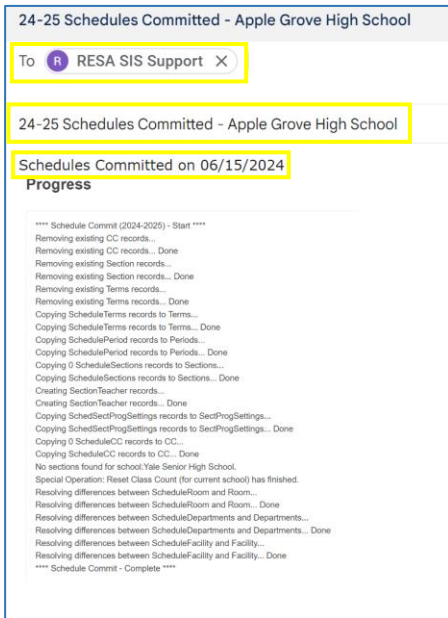 24-25 Schedules Committed - Apple Grove High School
To R RESA SIS Support X
24-25 Schedules Committed - Apple Grove High School
Schedules Committed on 06/15/2024
Progress
**** Schedule Commit (2024-2025) - Start ****
Removing existing CC records...
Removing existing CC records... Done
Removing existing Section records...
Removing existing Section records... Done
Removing existing Terms records...
Removing existing Terms records... Done
Copying ScheduleTerms records to Terms...
Copying ScheduleTerms records to Terms... Done
Copying SchedulePeriod records to Periods...
Copying SchedulePeriod records to Periods... Done
Copying 0 ScheduleSections records to Sections...
Copying ScheduleSections records to Sections... Done
Creating SectionTeacher records...
Creating SectionTeacher records... Done
Copying SchedSectProgSettings records to SectProgSettings...
Copying SchedSectProgSettings records to SectProgSettings... Done
Copying 0 ScheduleCC records to CC...
Copying ScheduleCC records to CC... Done
No sections found for school:Yale Senior High School.
Special Operation: Reset Class Count (for current school) has finished.
Resolving differences between ScheduleRoom and Room...
Resolving differences between ScheduleRoom and Room... Done
Resolving differences between ScheduleDepartments and Departments...
Resolving differences between ScheduleDepartments and Departments... Done
Resolving differences between ScheduleFacility and Facility...
Resolving differences between ScheduleFacility and Facility... Done
**** Schedule Commit - Complete ****